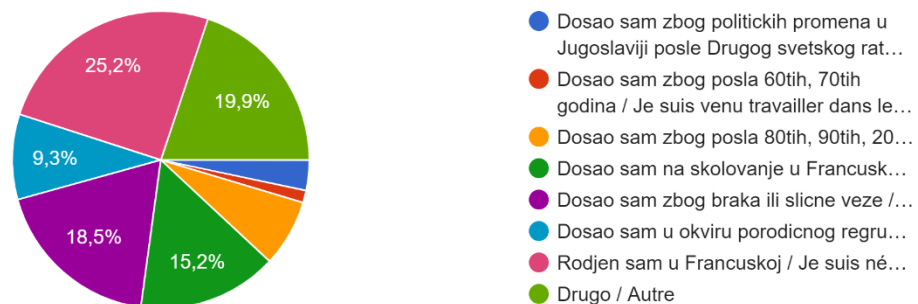 25,2%
19,9%
9,3%
18,5%
15,2%
Dosao sam zbog politickih promena u
Jugoslaviji posle Drugog svetskog rat…
Dosao sam zbog posla 60tih, 70tih
godina / Je suis venu travailler dans le…
Dosao sam zbog posla 80tih, 90tih, 20…
Dosao sam na skolovanje u Francusk…
Dosao sam zbog braka ili slicne veze /…
Dosao sam u okviru porodicnog regru…
Rodjen sam u Francuskoj / Je suis né…
Drugo / Autre